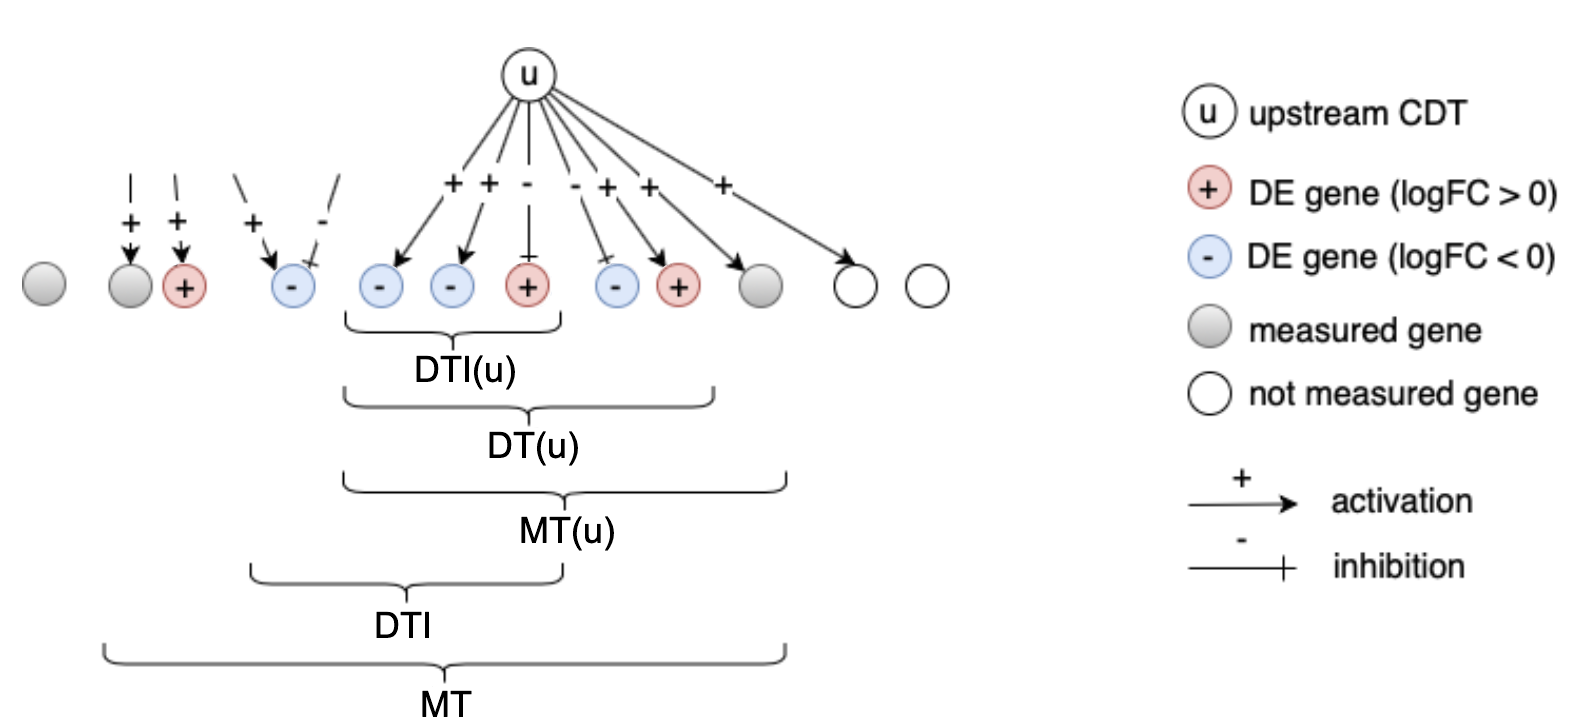 u
+ + + - + + - - + + +
- + - - - + - +
DTI(u)
DT(u)
MT(u)
DTI
MT
u upstream CDT
+ DE gene (logFC > 0)
- DE gene (logFC < 0)
measured gene
not measured gene
+
activation
-
inhibition